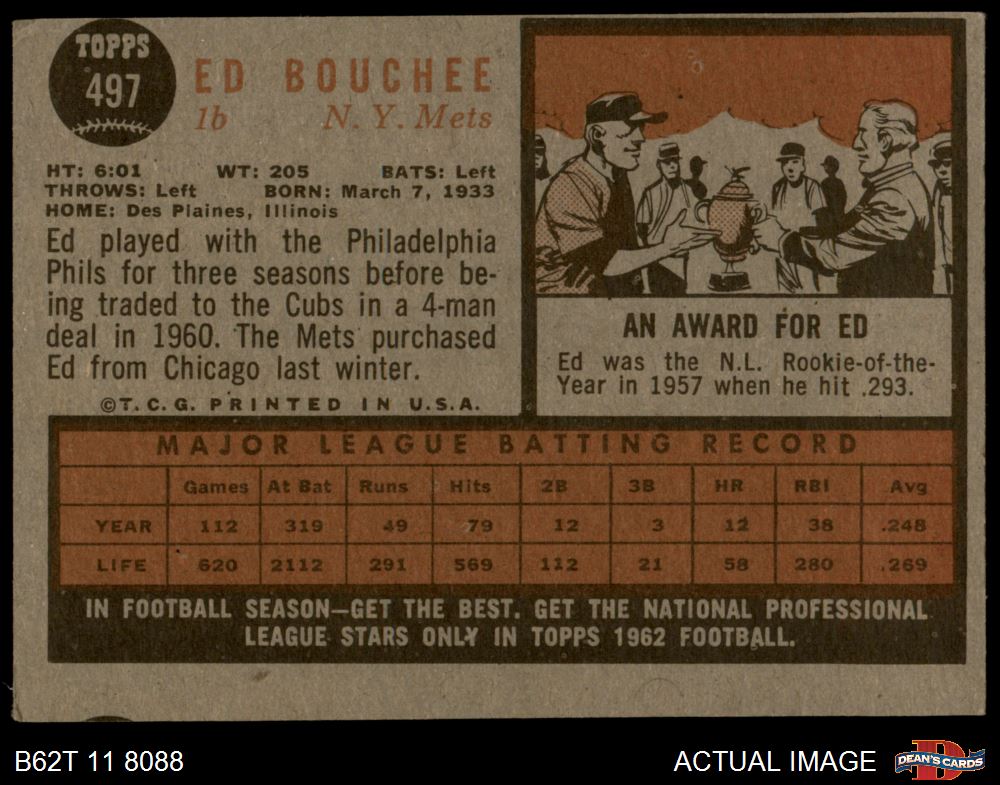 TOPPS
497
ED BOUCHEE
1b N. Y. Mets
HT: 6:01 WT: 205 BATS: Left
THROWS: Left BORN: March 7, 1933
HOME: Des Plaines, Illinois
Ed played with the Philadelphia
Phils for three seasons before be-
ing traded to the Cubs in a 4-man
deal in 1960. The Mets purchased
Ed from Chicago last winter.
©T. C. G. PRINTED IN U.S.A.
AN AWARD FOR ED
Ed was the N.L. Rookie-of-the-
Year in 1957 when he hit .293.
MAJOR LEAGUE BATTING RECORD
Games At Bat Runs Hits 2B 3B HR RBI Avg
YEAR 112 319 49 79 12 3 12 38 .248
LIFE 620 2112 291 569 112 21 58 280 .269
IN FOOTBALL SEASON—GET THE BEST. GET THE NATIONAL PROFESSIONAL
LEAGUE STARS ONLY IN TOPPS 1962 FOOTBALL.
B62T 11 8088
ACTUAL IMAGE
D
DEAN'S CARDS